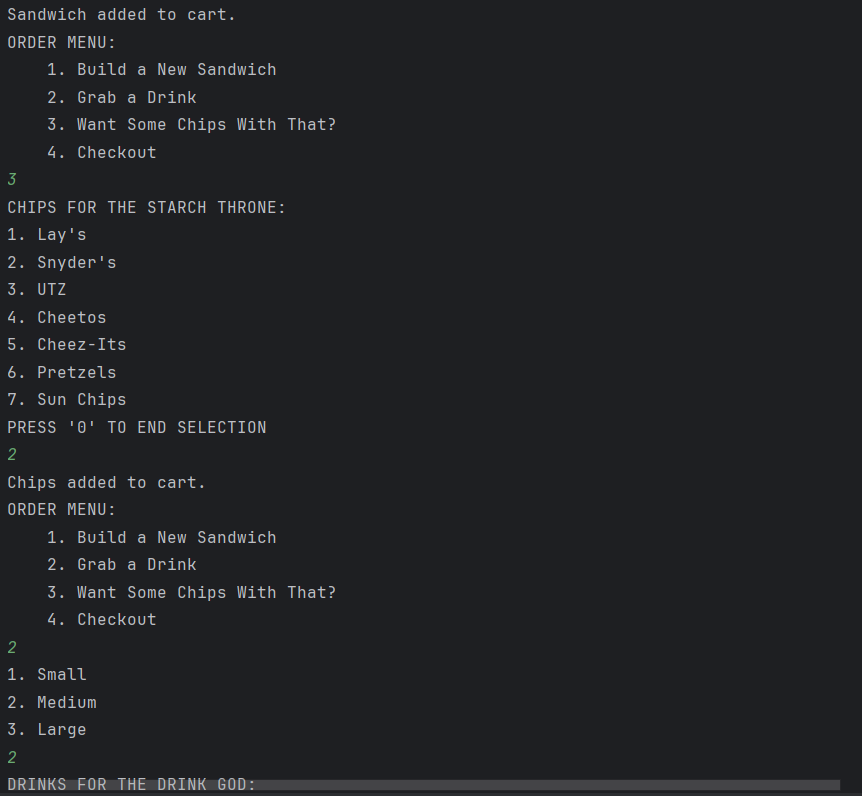 Sandwich added to cart.
ORDER MENU:
    1. Build a New Sandwich
    2. Grab a Drink
    3. Want Some Chips With That?
    4. Checkout
3
CHIPS FOR THE STARCH THRONE:
1. Lay's
2. Snyder's
3. UTZ
4. Cheetos
5. Cheez-Its
6. Pretzels
7. Sun Chips
PRESS '0' TO END SELECTION
2
Chips added to cart.
ORDER MENU:
    1. Build a New Sandwich
    2. Grab a Drink
    3. Want Some Chips With That?
    4. Checkout
2
1. Small
2. Medium
3. Large
2
DRINKS FOR THE DRINK GOD: